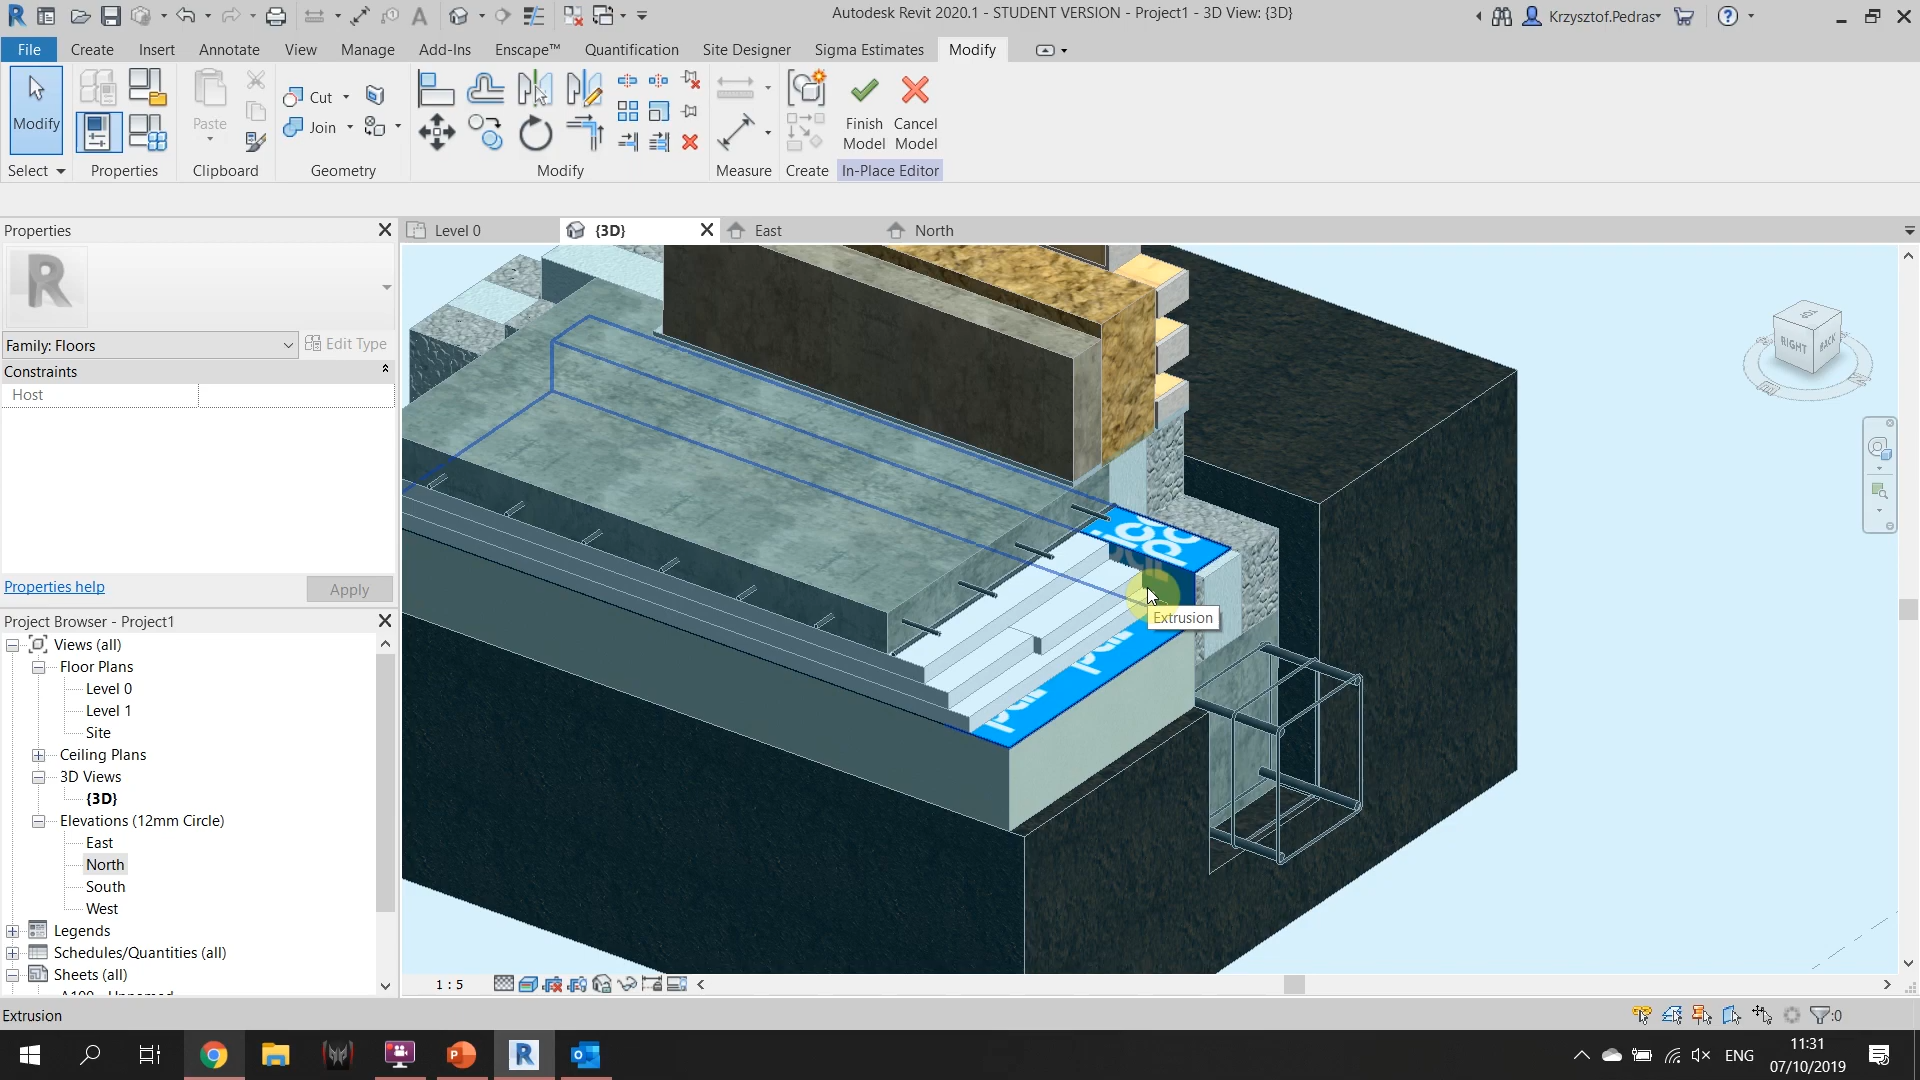 Autodesk Revit 2020.1 - STUDENT VERSION - Project1 - 3D View: {3D}
Krzysztof.Pedras
File Create Insert Annotate View Manage Add-Ins Enscape™ Quantification Site Designer Sigma Estimates Modify
Modify
Paste
Cut
Join
Finish Model
Cancel Model
Select Properties Clipboard Geometry Modify Measure Create In-Place Editor
Properties
Level 0 {3D} East North
Family: Floors
Edit Type
Constraints
Host
Properties help
Apply
Project Browser - Project1
Views (all)
Floor Plans
Level 0
Level 1
Site
Ceiling Plans
3D Views
{3D}
Elevations (12mm Circle)
East
North
South
West
Legends
Schedules/Quantities (all)
Sheets (all)
RIGHT
BACK
TOP
Extrusion
1 : 5
Extrusion
:0
ENG
11:31
07/10/2019